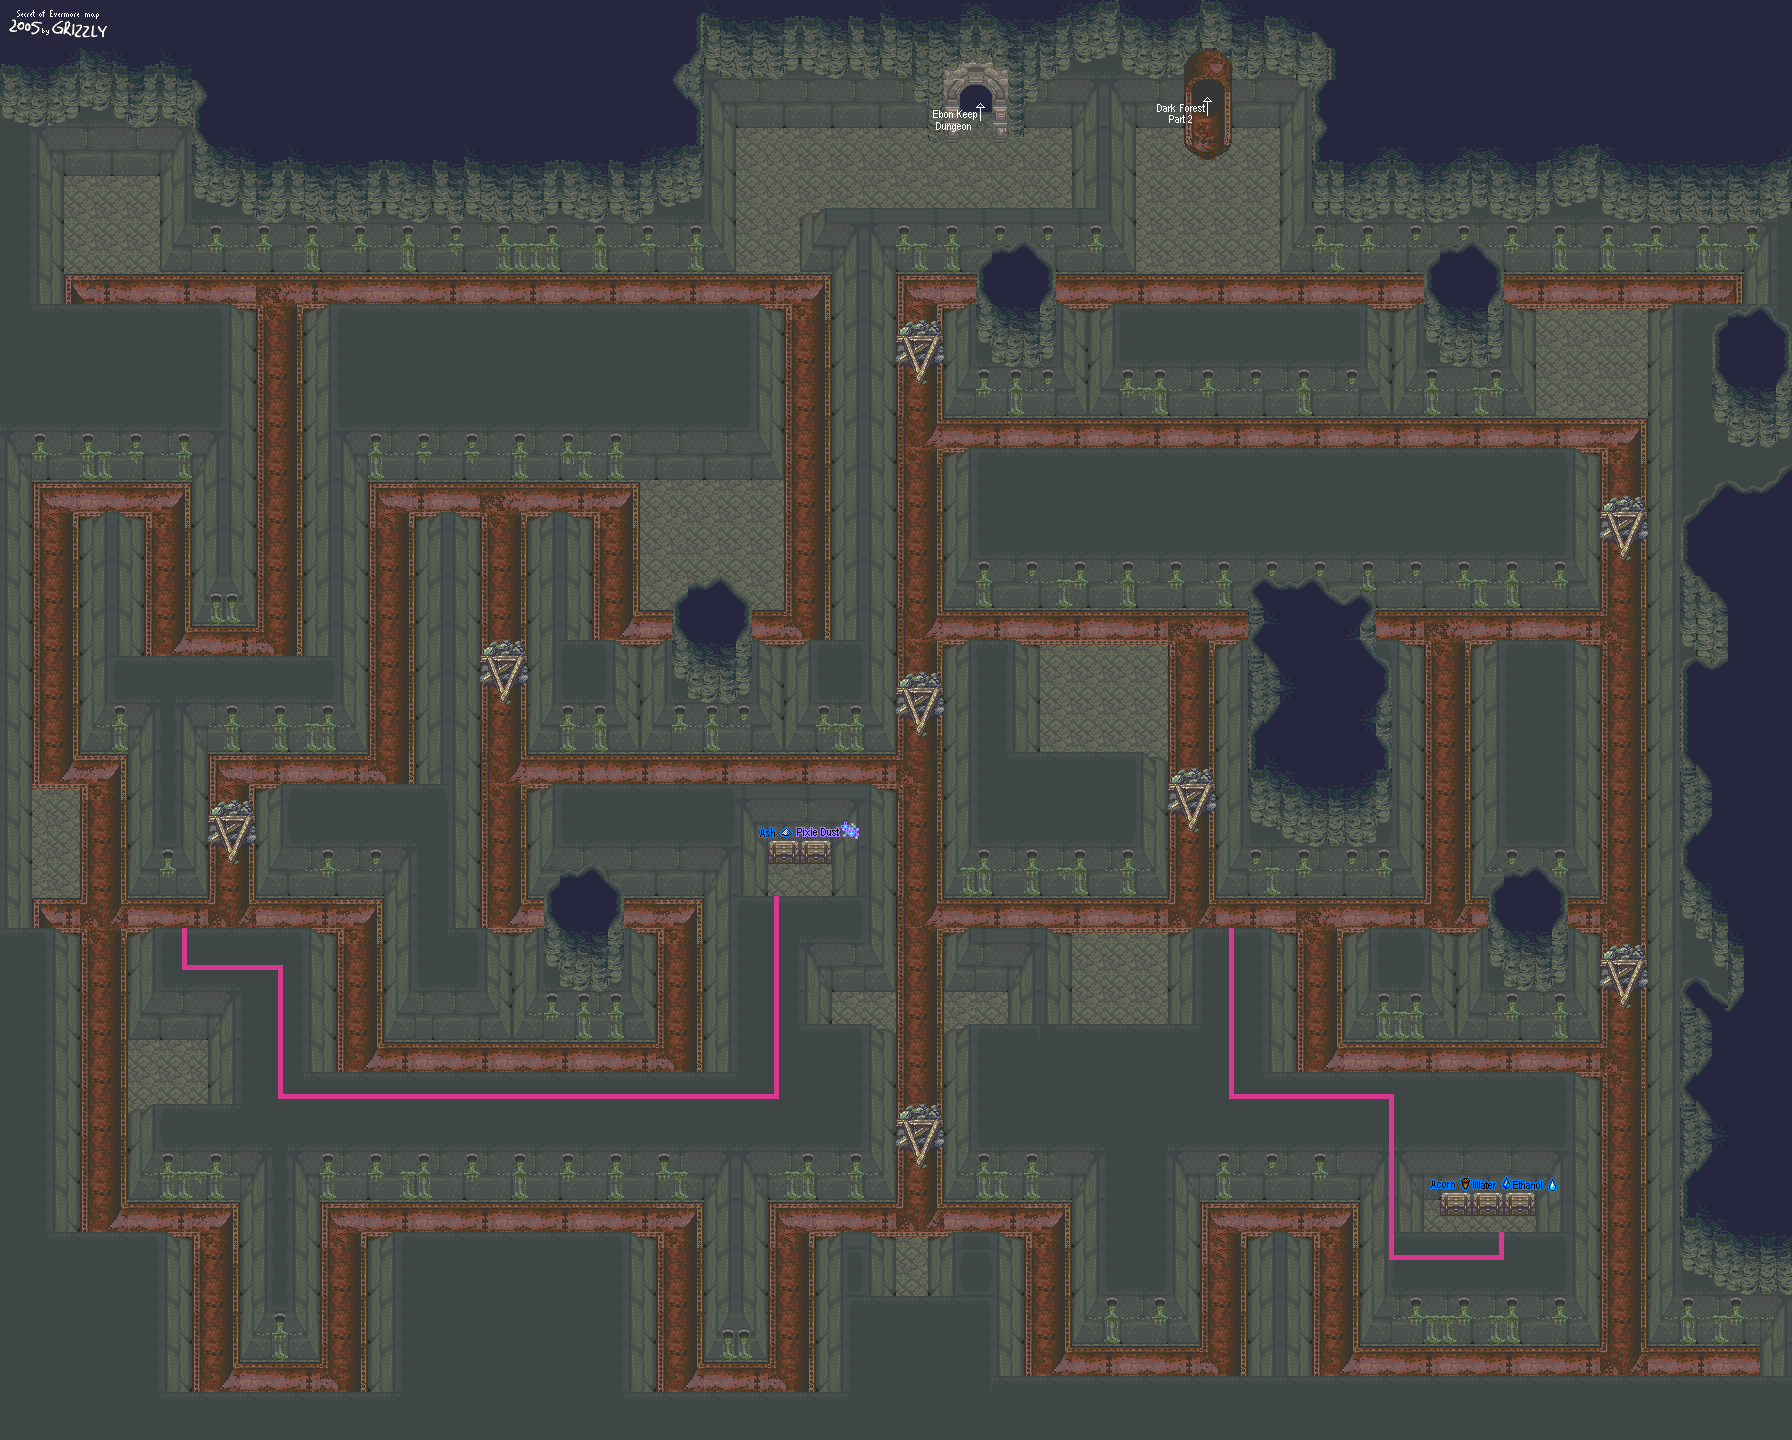 Secret of Evermore map
2005 by GRIZZLY
Ebon Keep
Dungeon
Dark Forest
Part 2
Ash Pixie Dust
Acorn Water Ethanol